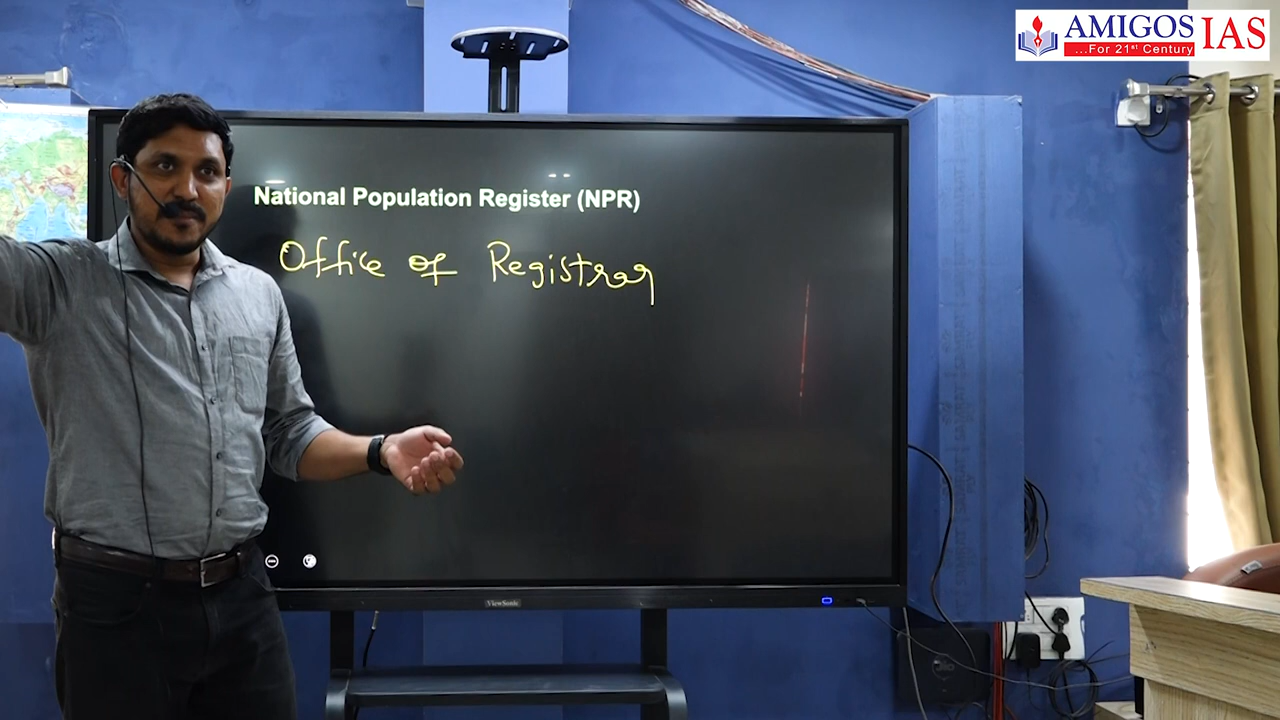 AMIGOS IAS
...For 21st Century
National Population Register (NPR)
Office of Registrar
ViewSonic